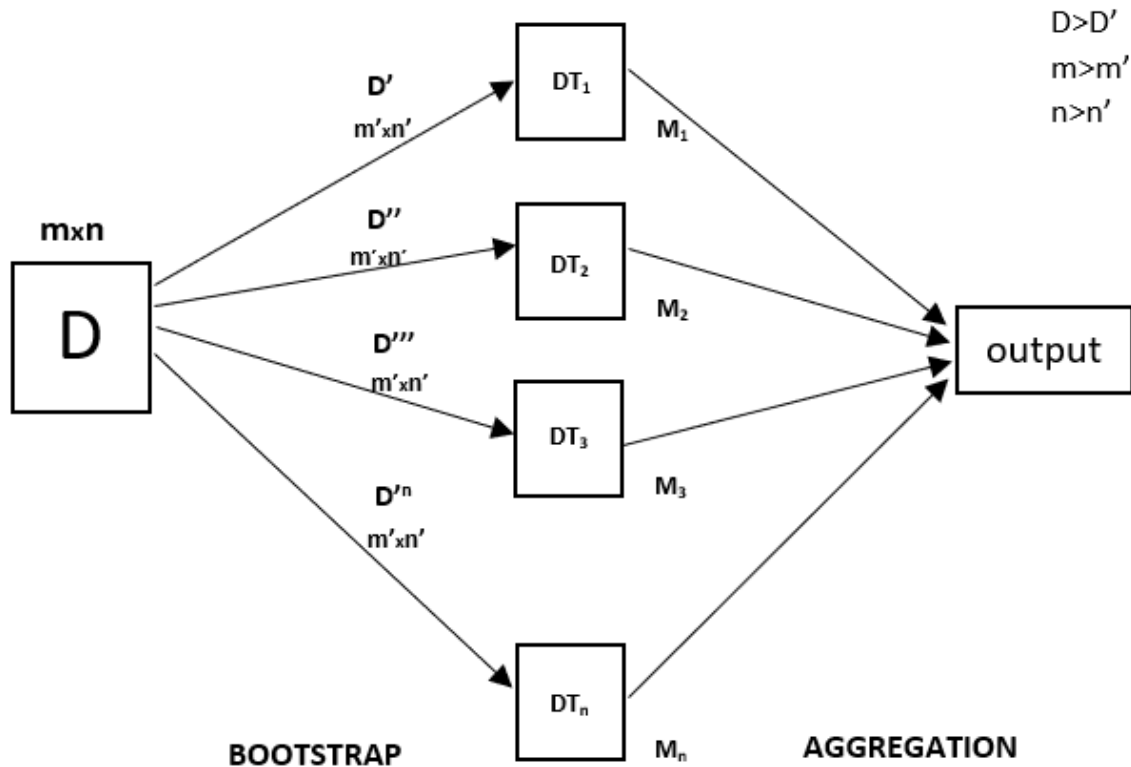 D>D'
m>m'
n>n'
D'
m'xn'
DT₁
M₁
mxn
D
D''
m'xn'
DT₂
M₂
D'''
m'xn'
DT₃
M₃
output
D'ⁿ
m'xn'
DTₙ
Mₙ
BOOTSTRAP
AGGREGATION